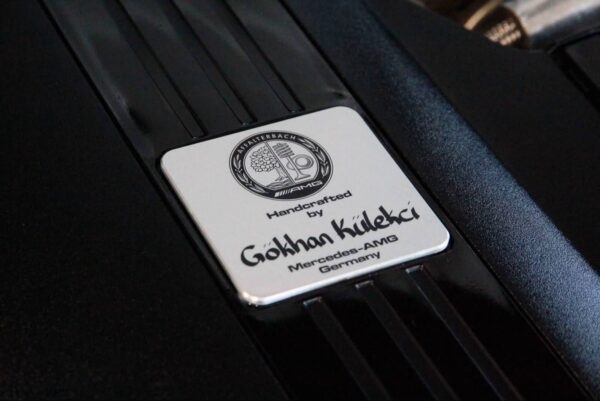 AFFALTERBACH
AMG
Handcrafted
by
Gökhan Külekci
Mercedes-AMG
Germany